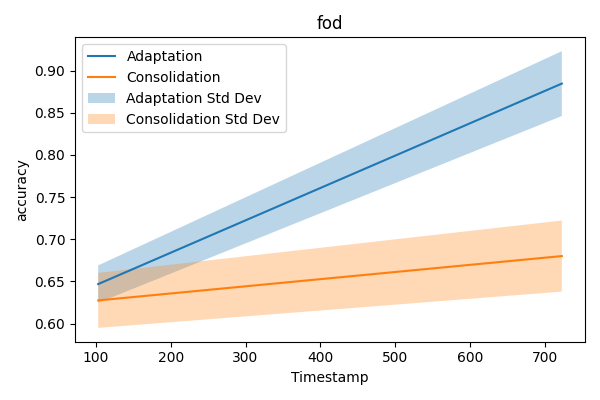 fod
Adaptation
Consolidation
Adaptation Std Dev
Consolidation Std Dev
accuracy
0.90
0.85
0.80
0.75
0.70
0.65
0.60
100 200 300 400 500 600 700
Timestamp